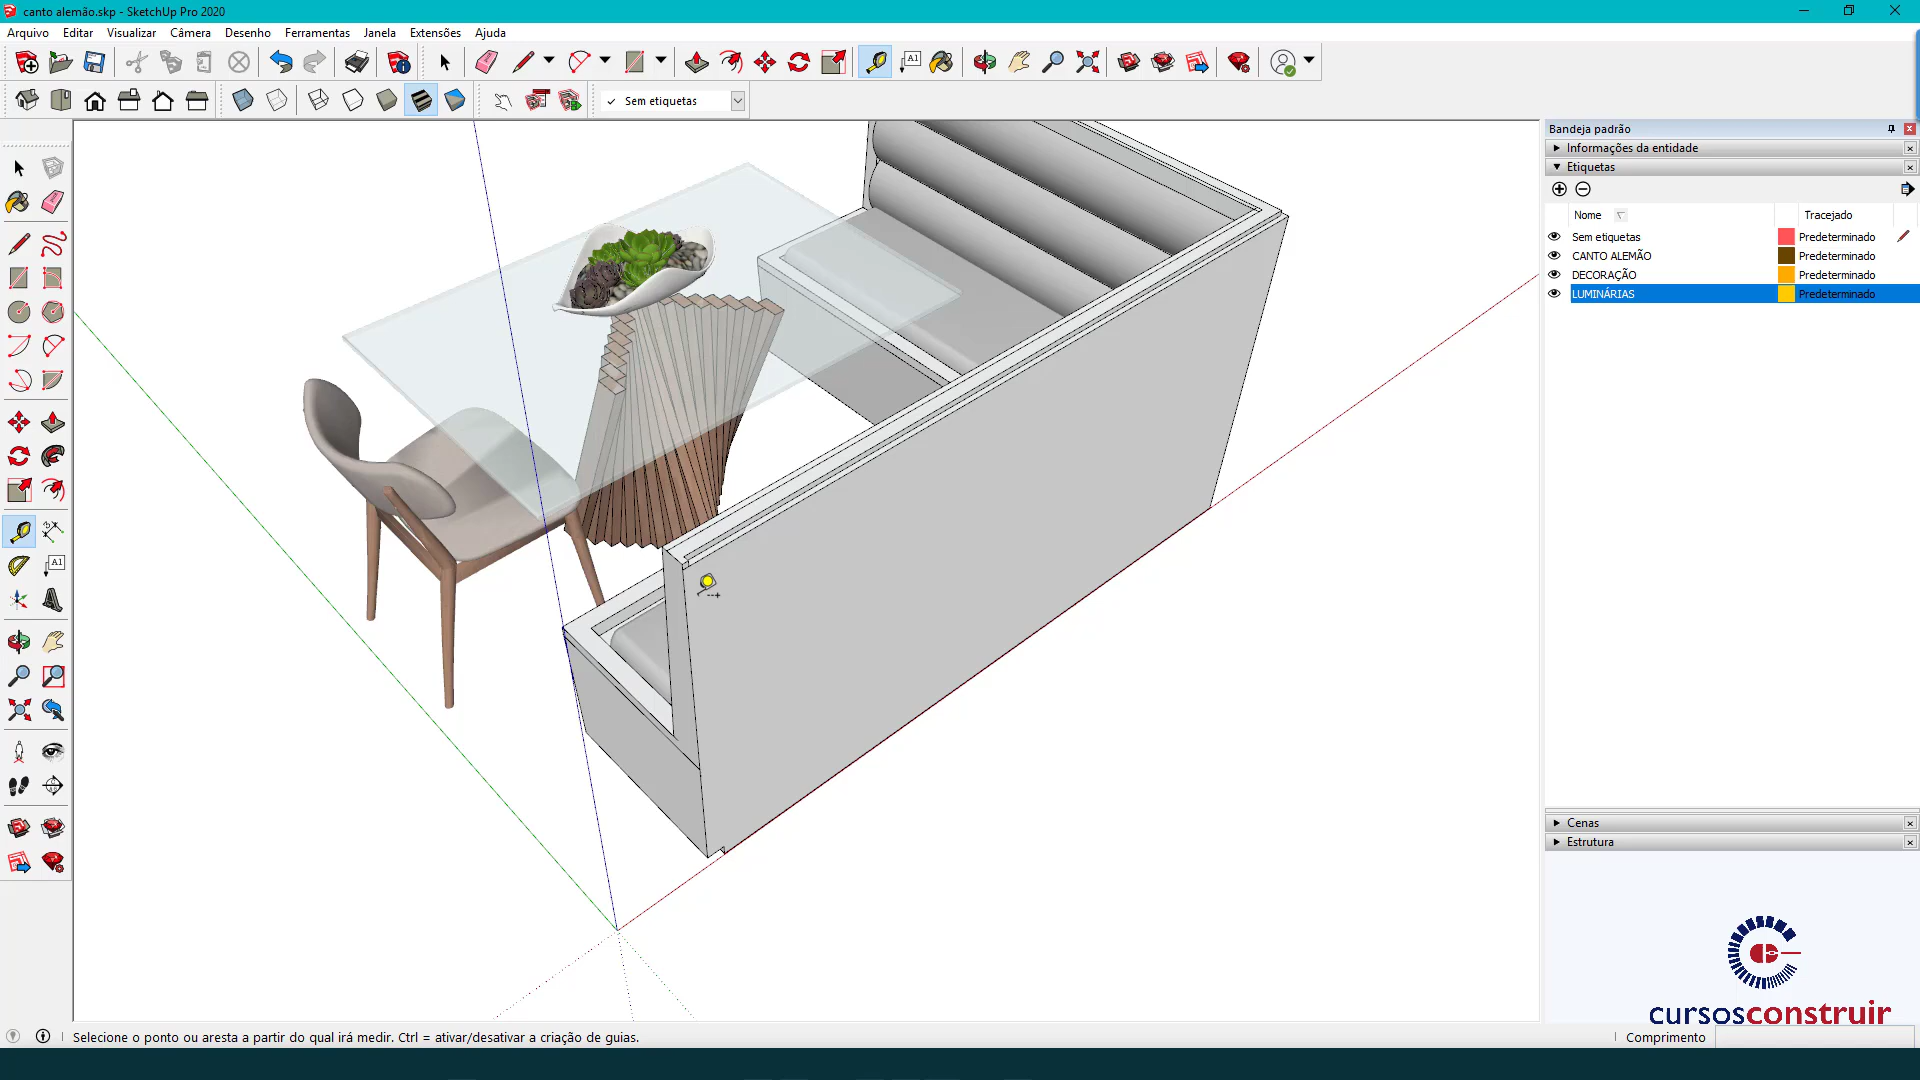 canto alemão.skp - SketchUp Pro 2020
Arquivo Editar Visualizar Câmera Desenho Ferramentas Janela Extensões Ajuda
A1
Sem etiquetas
Bandeja padrão
Informações da entidade
Etiquetas
Nome Tracejado
Sem etiquetas Predeterminado
CANTO ALEMÃO Predeterminado
DECORAÇÃO Predeterminado
LUMINÁRIAS Predeterminado
A1
Cenas
Estrutura
cursosconstruir
Selecione o ponto ou aresta a partir do qual irá medir. Ctrl = ativar/desativar a criação de guias.
Comprimento